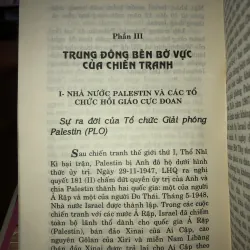 Phần III
TRUNG ĐÔNG BÊN BỜ VỰC
CỦA CHIẾN TRANH
I- NHÀ NƯỚC PALESTIN VÀ CÁC TỔ
CHỨC HỒI GIÁO CỰC ĐOAN
Sự ra đời của Tổ chức Giải phóng
Palestin (PLO)
Sau chiến tranh thế giới thứ I, Thổ Nhĩ
Kì bại trận, Palestin bị Anh đô hộ dưới hình
thức ủy trị. Ngày 29-11-1947, LHQ ra nghị
quyết 181 (II) chấm dứt quyền ủy trị của Anh và
chia Palestin thành hai quốc gia: một của người
Ả Rập và một của người Do Thái. Tháng 5-1948,
Nhà nước Israel được thành lập. Trong các cuộc
chiến tranh với các nước Ả Rập, Israel đã chiếm
toàn bộ lãnh thổ dành cho quốc gia Ả Rập
(Palestin), bán đảo Xinai của Ai Cập, cao
nguyên Gôlan của Xiri và miền Nam Libăng